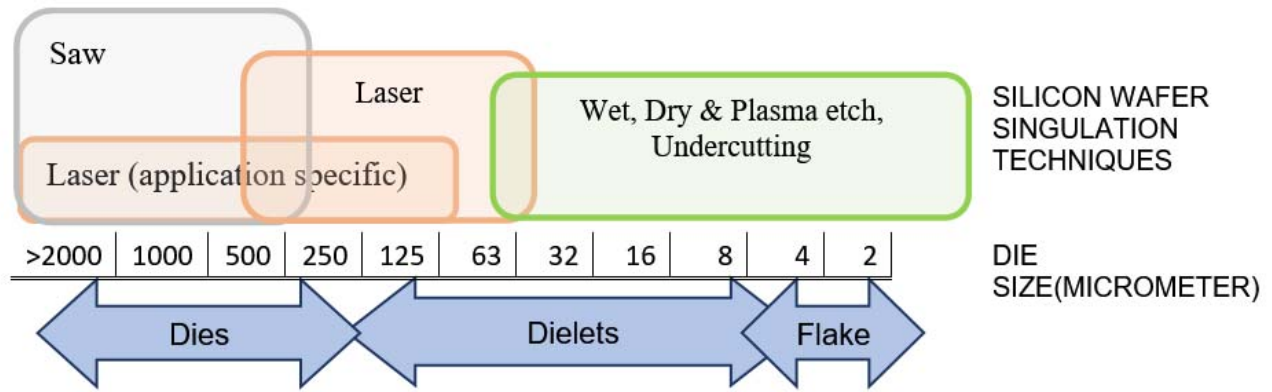 Saw
Laser
Wet, Dry & Plasma etch,
Undercutting
Laser (application specific)
SILICON WAFER
SINGULATION
TECHNIQUES
>2000 1000 500 250 125 63 32 16 8 4 2
DIE
SIZE(MICROMETER)
Dies Dielets Flake